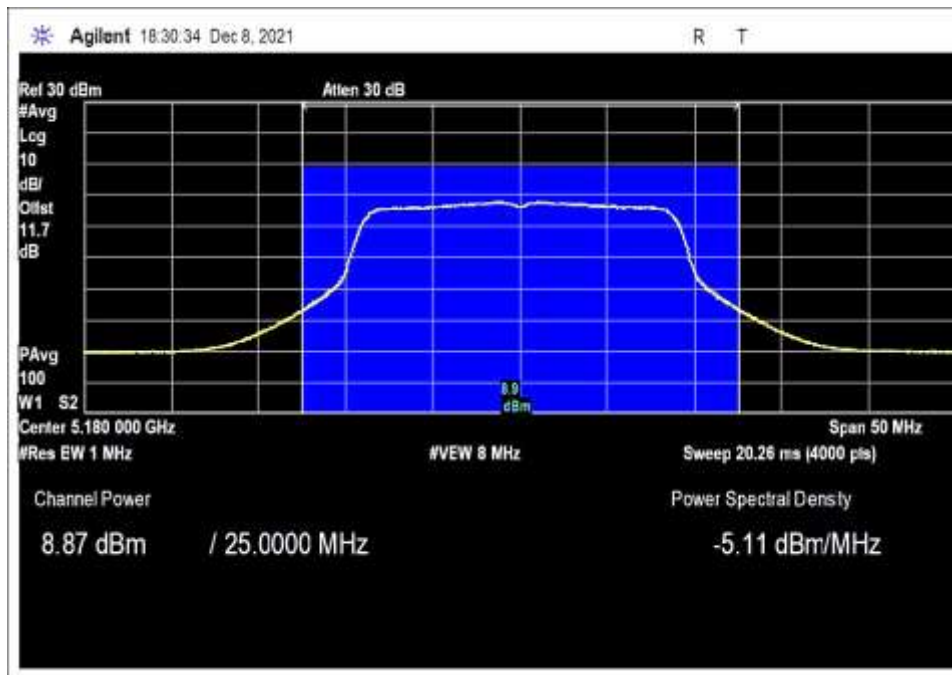 Agilent 18:30:34 Dec 8, 2021 R T
Ref 30 dBm Atten 30 dB
#Avg
Log
10
dB/
Offst
11.7
dB
PAvg
100
W1 S2
8.9
dBm
Center 5.180 000 GHz Span 50 MHz
#Res BW 1 MHz #VBW 8 MHz Sweep 20.26 ms (4000 pts)
Channel Power Power Spectral Density
8.87 dBm / 25.0000 MHz -5.11 dBm/MHz